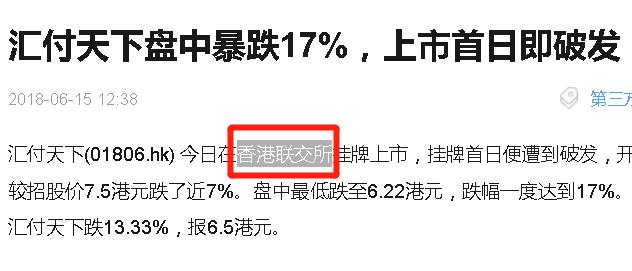 汇付天下盘中暴跌17%，上市首日即破发
2018-06-15 12:38
第三方
汇付天下(01806.hk) 今日在香港联交所挂牌上市，挂牌首日便遭到破发，开
较招股价7.5港元跌了近7%。盘中最低跌至6.22港元，跌幅一度达到17%。
汇付天下跌13.33%，报6.5港元。